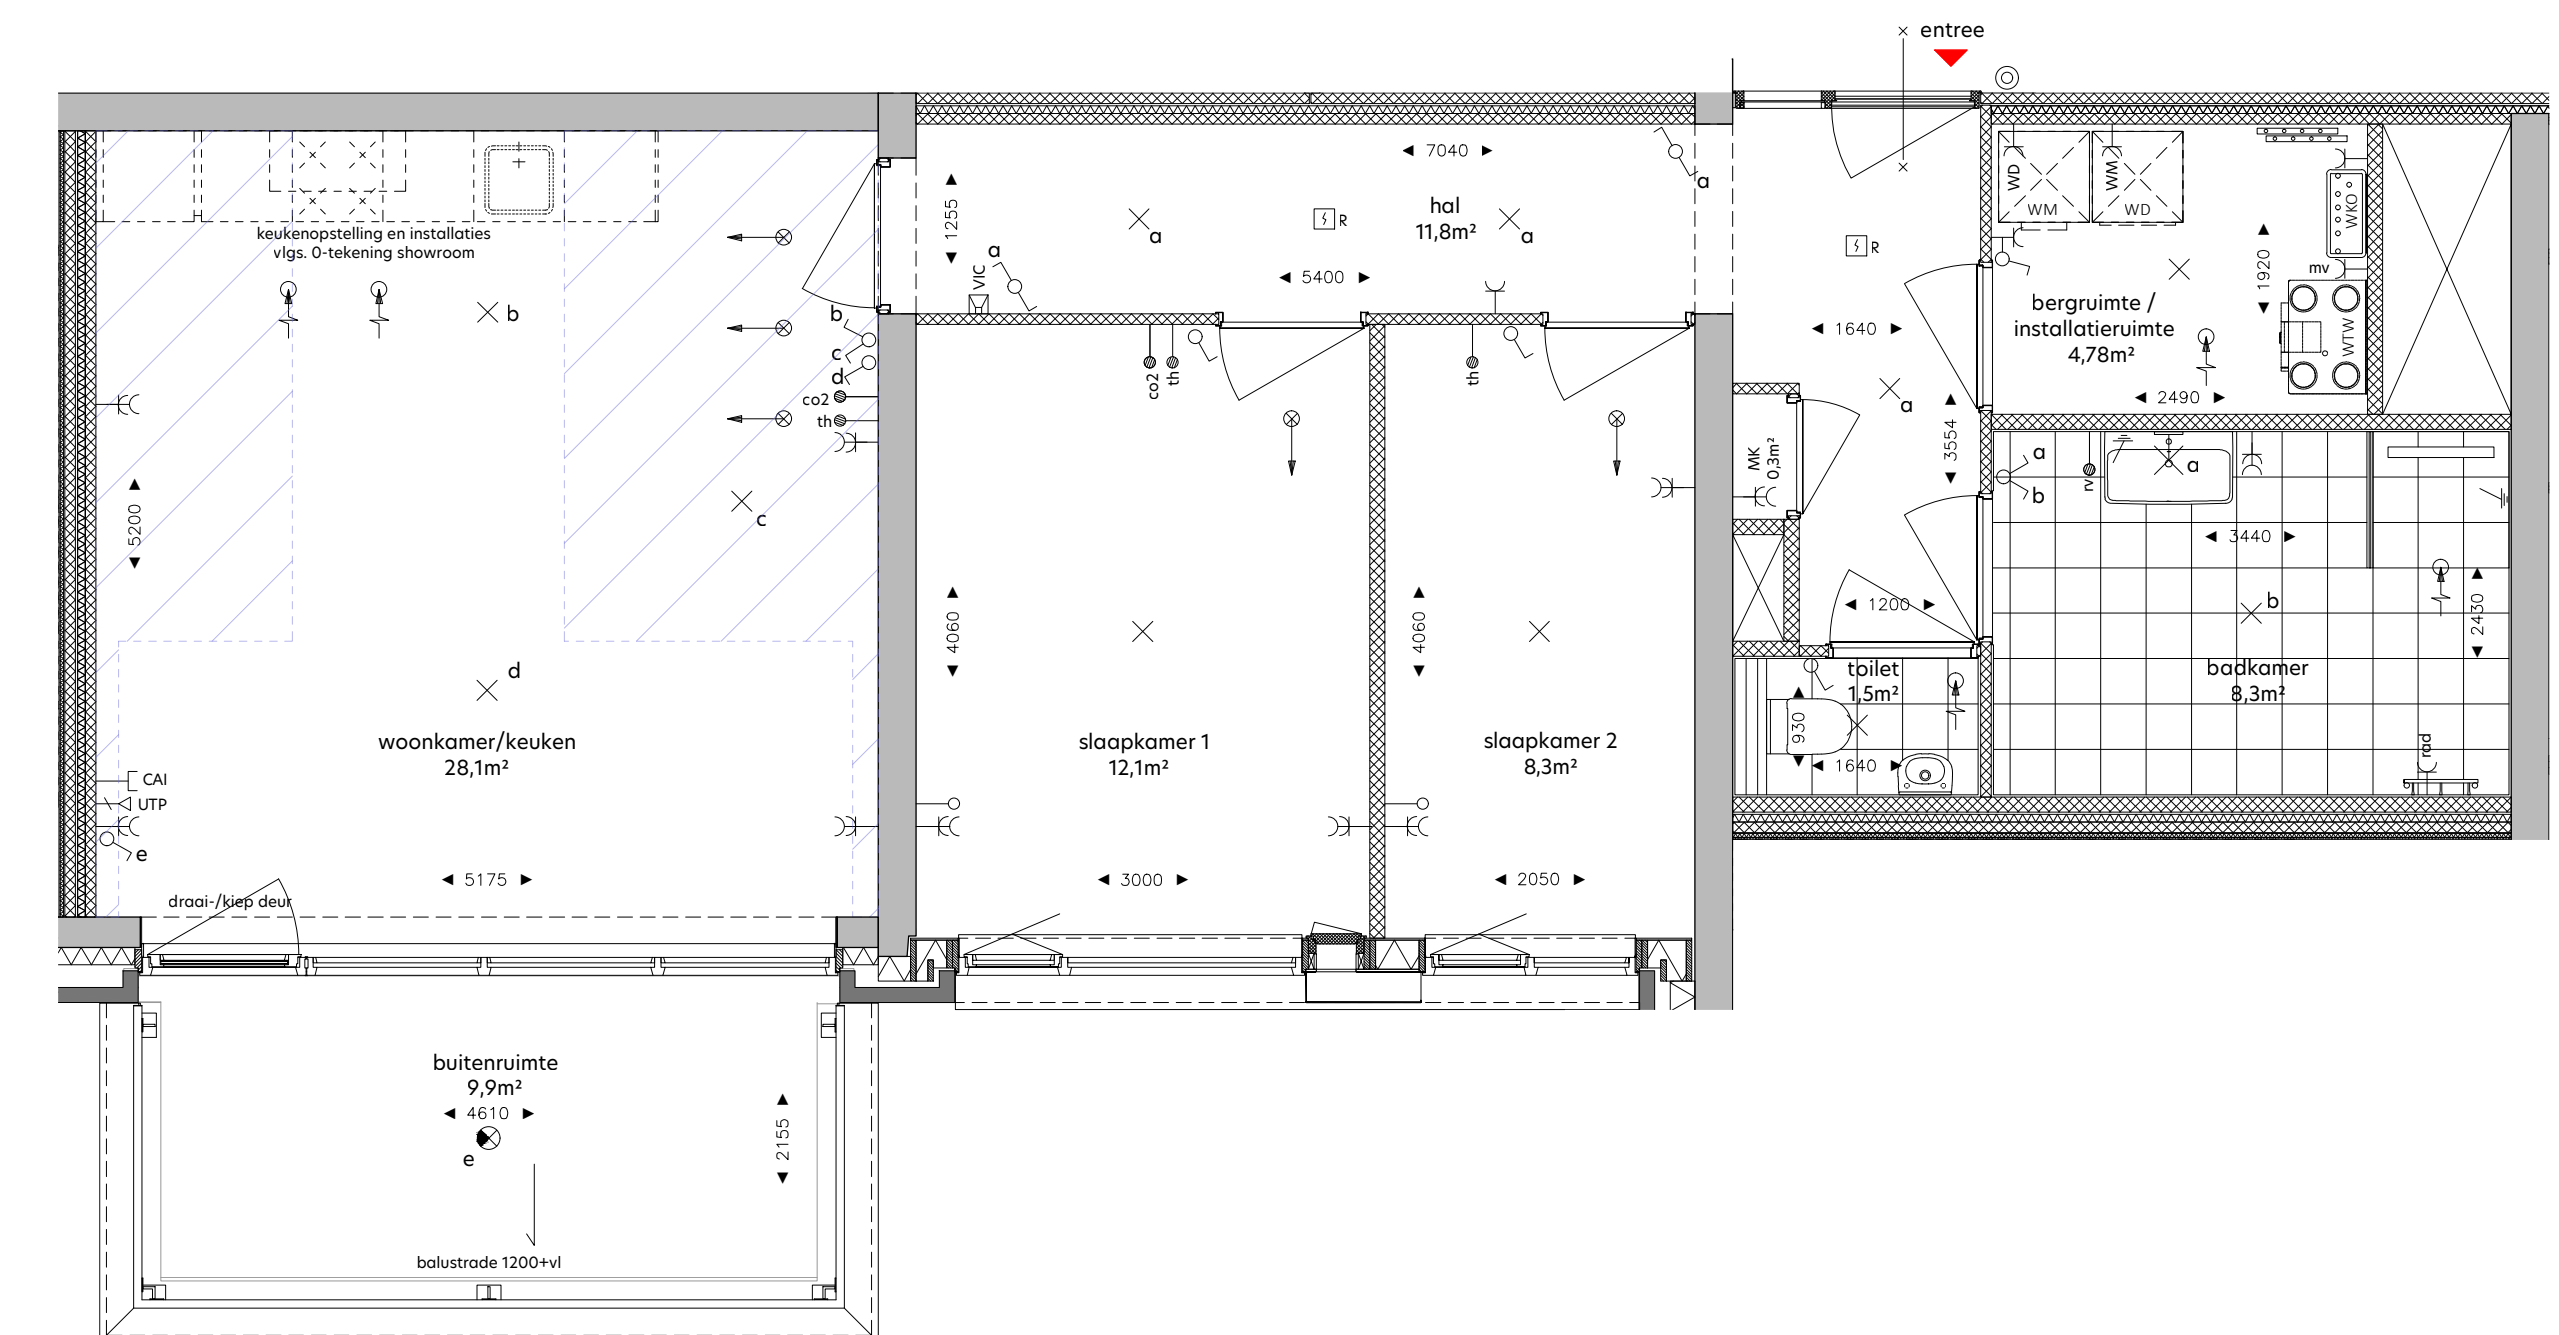 entree
7040
hal
11,8m²
a
a
a
1255
a
VIC
R
5400
R
1640
a
3554
MK
0,3m²
1200
WD
WM
WM
WD
WKO
mv
WTW
1920
bergruimte /
installatieruimte
4,78m²
2490
keukenopstelling en installaties
vlgs. 0-tekening showroom
b
b
c
d
co2
th
c
5200
d
woonkamer/keuken
28,1m²
CAI
UTP
e
5175
draai-/kiep deur
co2
th
4060
slaapkamer 1
12,1m²
3000
th
4060
slaapkamer 2
8,3m²
2050
toilet
1,5m²
930
1640
a
b
rv
a
3440
b
2430
badkamer
8,3m²
rad
buitenruimte
9,9m²
4610
e
2155
balustrade 1200+vl